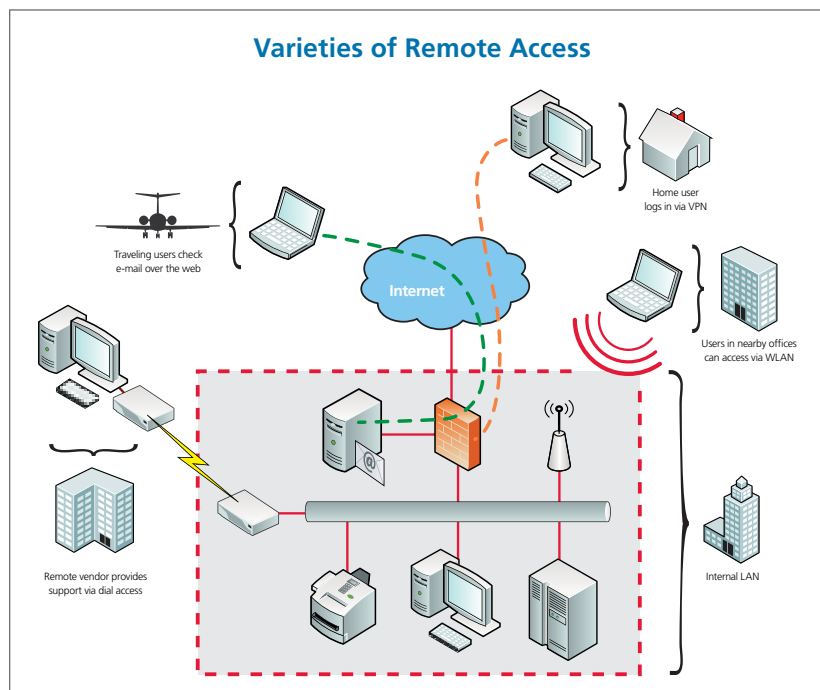 Varieties of Remote Access
Home user
logs in via VPN
Traveling users check
e-mail over the web
Internet
Users in nearby offices
can access via WLAN
@
Remote vendor provides
support via dial access
Internal LAN